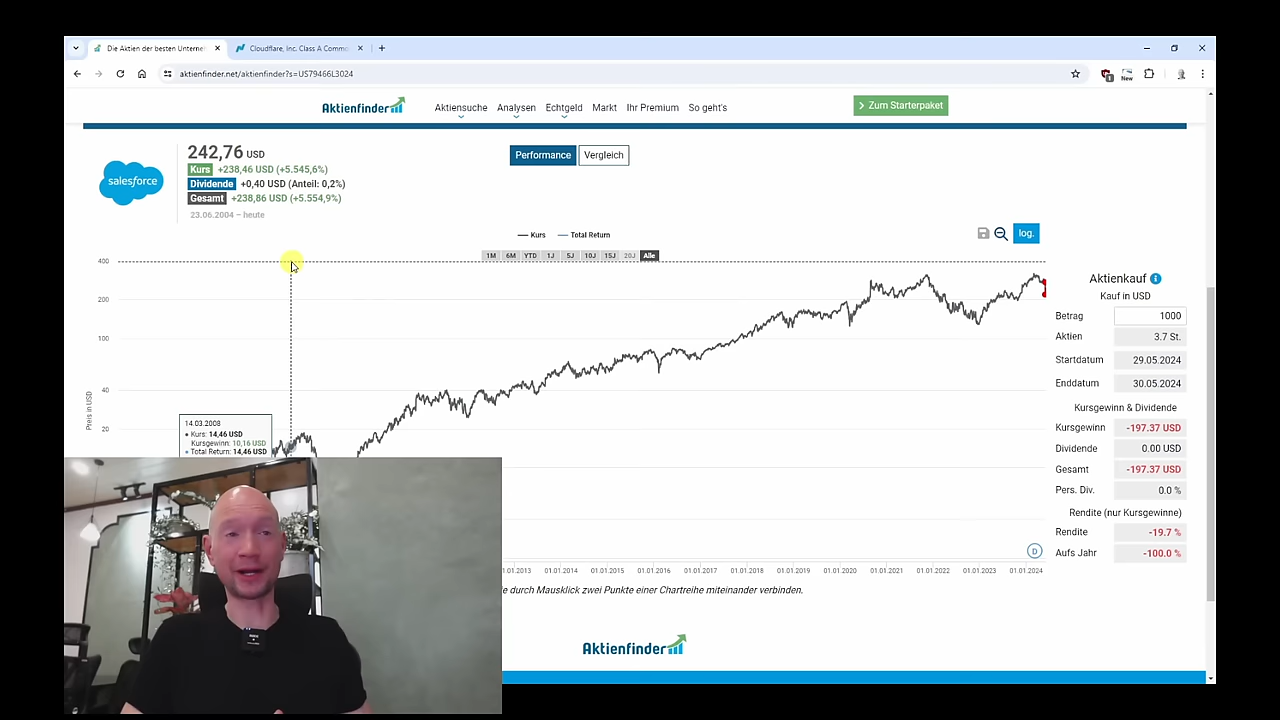 Die Aktien der besten Unterne
Cloudflare, Inc. Class A Commo
aktienfinder.net/aktienfinder?s=US79466L3024
New
Aktienfinder
Aktiensuche
Analysen
Echtgeld
Markt
Ihr Premium
So geht's
> Zum Starterpaket
salesforce
242,76 USD
Kurs +238,46 USD (+5.545,6%)
Dividende +0,40 USD (Anteil: 0,2%)
Gesamt +238,86 USD (+5.554,9%)
23.06.2004 – heute
Performance
Vergleich
Kurs
Total Return
log.
1M 6M YTD 1J 5J 10J 15J 20J Alle
400
200
100
40
20
Preis in USD
14.03.2008
• Kurs: 14,46 USD
Kursgewinn: 10,16 USD
• Total Return: 14,46 USD
D
01.2013 01.01.2014 01.01.2015 01.01.2016 01.01.2017 01.01.2018 01.01.2019 01.01.2020 01.01.2021 01.01.2022 01.01.2023 01.01.2024
Aktienkauf
Kauf in USD
Betrag 1000
Aktien 3.7 St.
Startdatum 29.05.2024
Enddatum 30.05.2024
Kursgewinn & Dividende
Kursgewinn -197.37 USD
Dividende 0.00 USD
Gesamt -197.37 USD
Pers. Div. 0.0 %
Rendite (nur Kursgewinne)
Rendite -19.7 %
Aufs Jahr -100.0 %
durch Mausklick zwei Punkte einer Chartreihe miteinander verbinden.
Aktienfinder